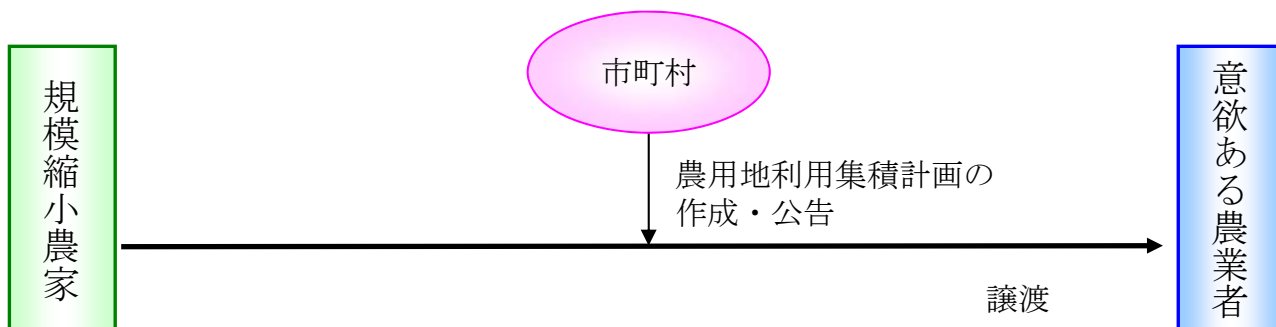 規模縮小農家
市町村
農用地利用集積計画の
作成・公告
譲渡
意欲ある農業者